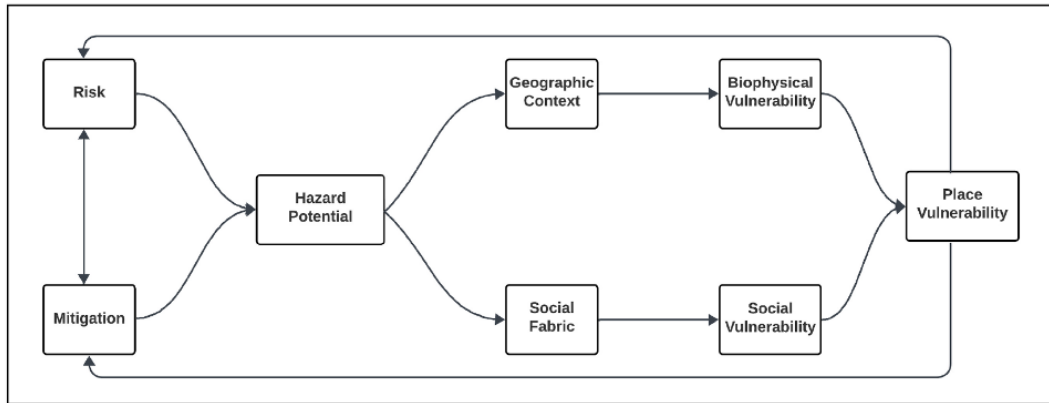 Risk
Mitigation
Hazard
Potential
Geographic
Context
Social
Fabric
Biophysical
Vulnerability
Social
Vulnerability
Place
Vulnerability